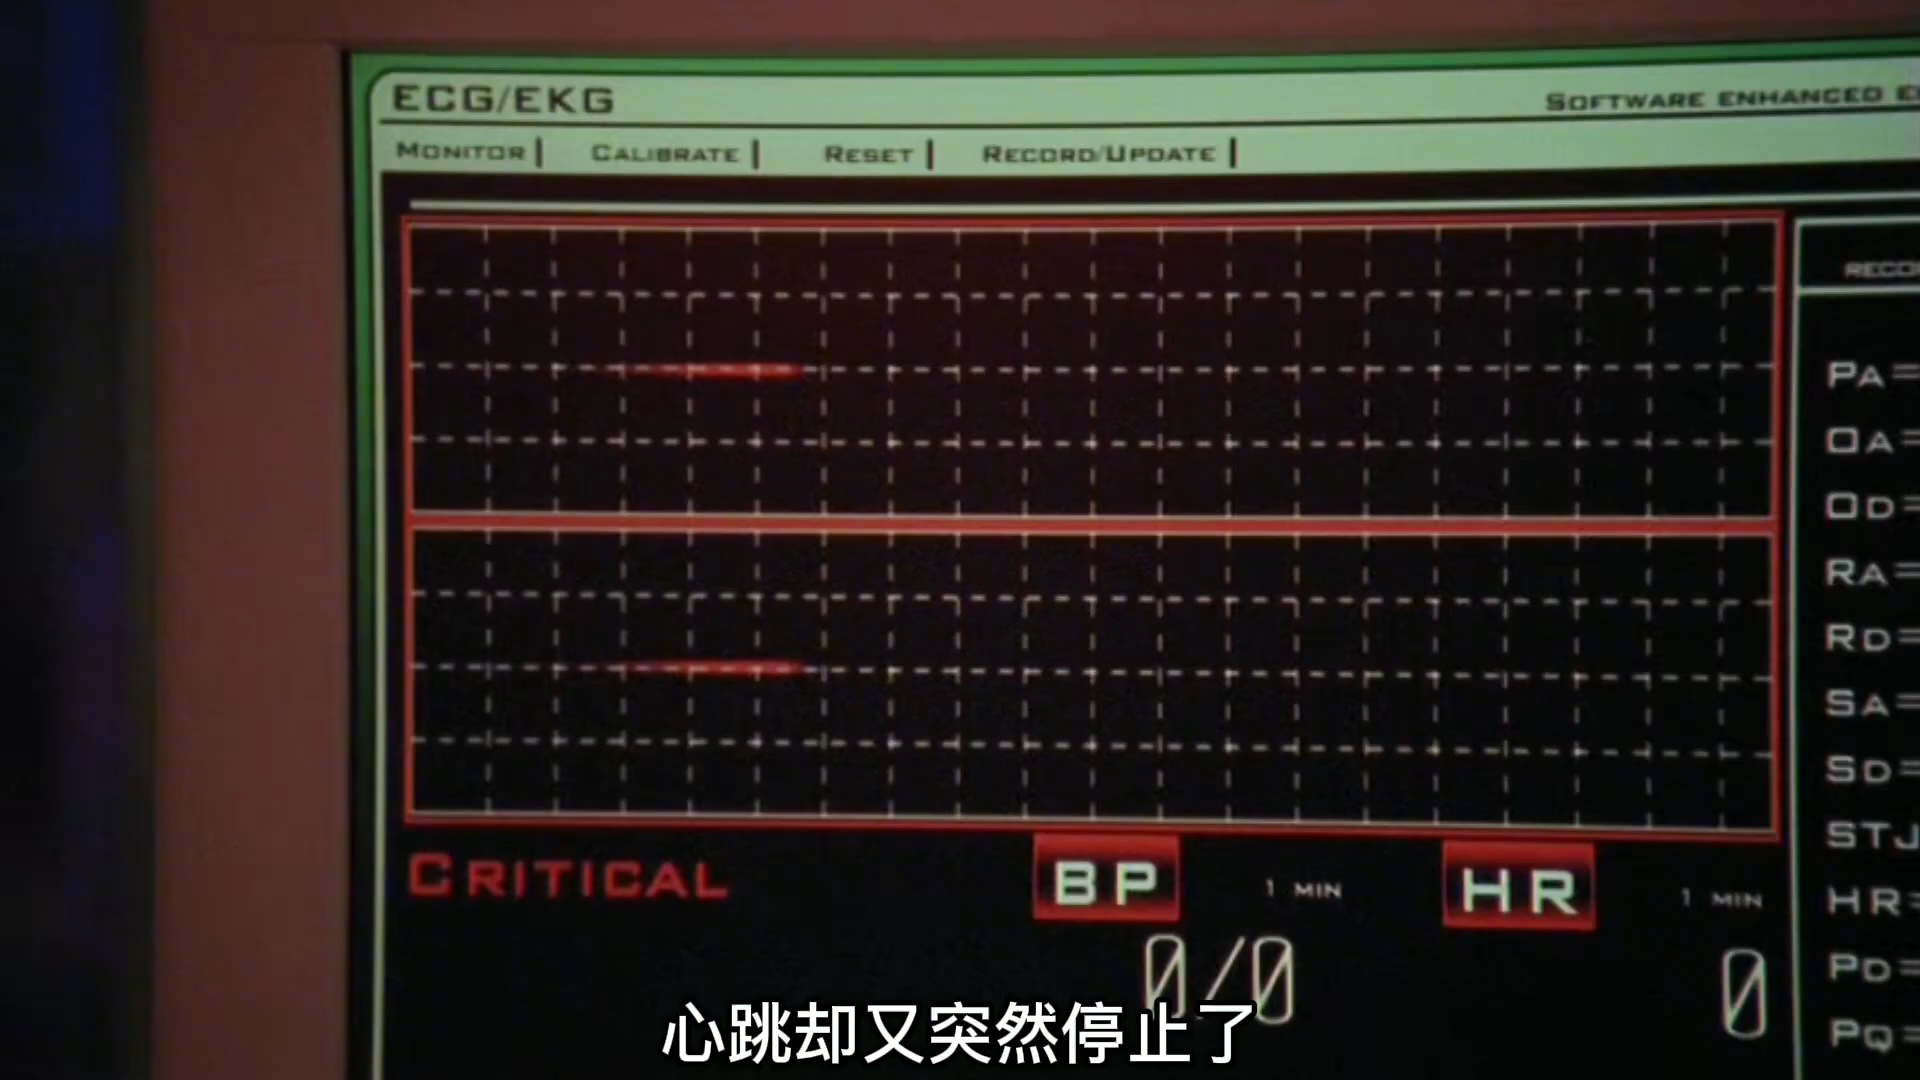 ECG/EKG
SOFTWARE ENHANCED
MONITOR | CALIBRATE | RESET | RECORD/UPDATE |
PA=
OA=
OD=
RA=
RD=
SA=
SD=
STJ
HR=
PD=
PQ=
CRITICAL
BP 1 MIN
HR 1 MIN
0/0
0
心跳却又突然停止了